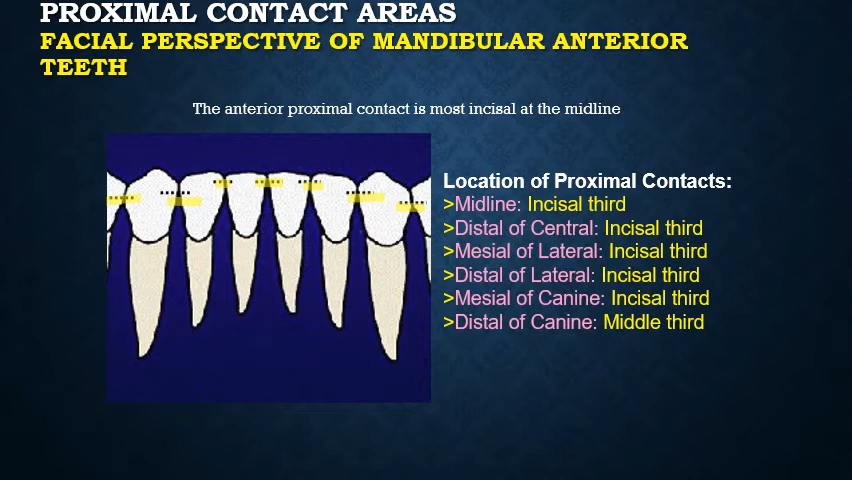 PROXIMAL CONTACT AREAS
FACIAL PERSPECTIVE OF MANDIBULAR ANTERIOR
TEETH
The anterior proximal contact is most incisal at the midline
Location of Proximal Contacts:
>Midline: Incisal third
>Distal of Central: Incisal third
>Mesial of Lateral: Incisal third
>Distal of Lateral: Incisal third
>Mesial of Canine: Incisal third
>Distal of Canine: Middle third